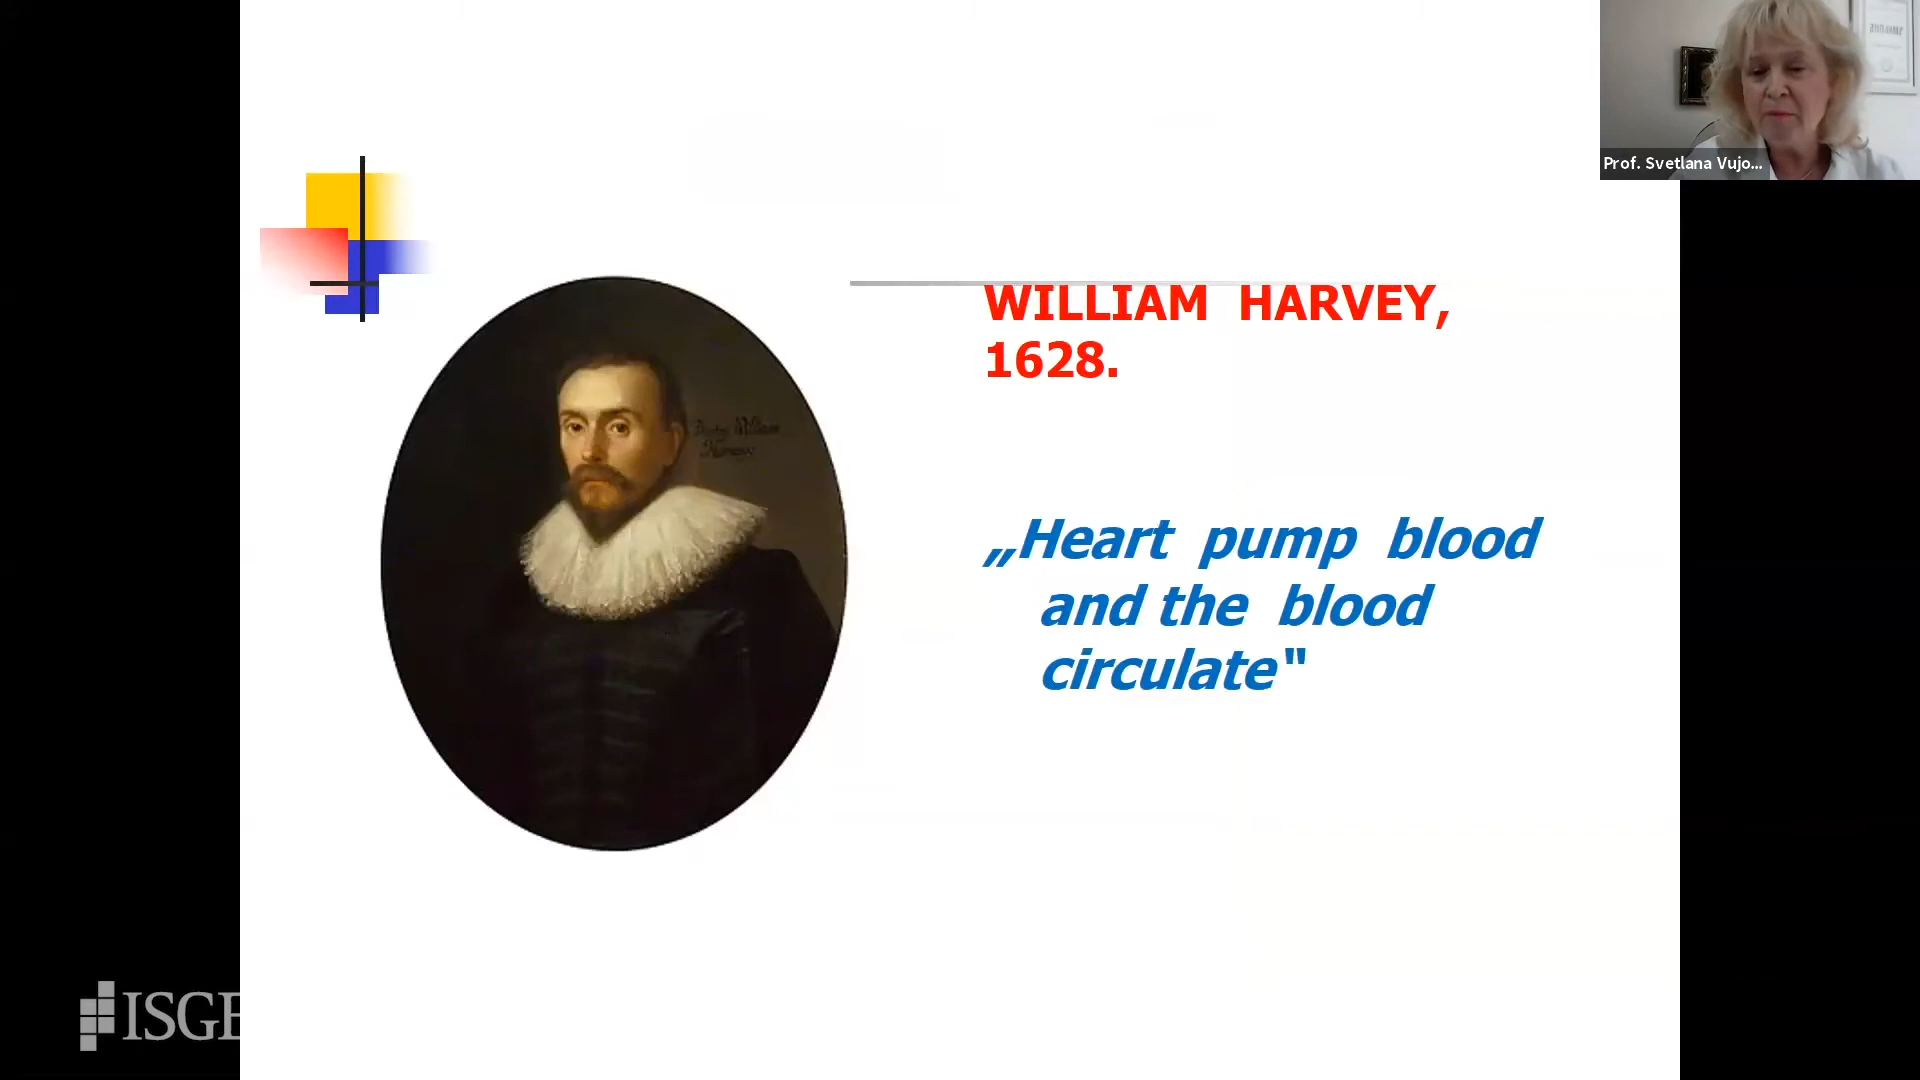 Prof. Svetlana Vujo...
WILLIAM HARVEY,
1628.
„Heart pump blood
and the blood
circulate“
ISGE